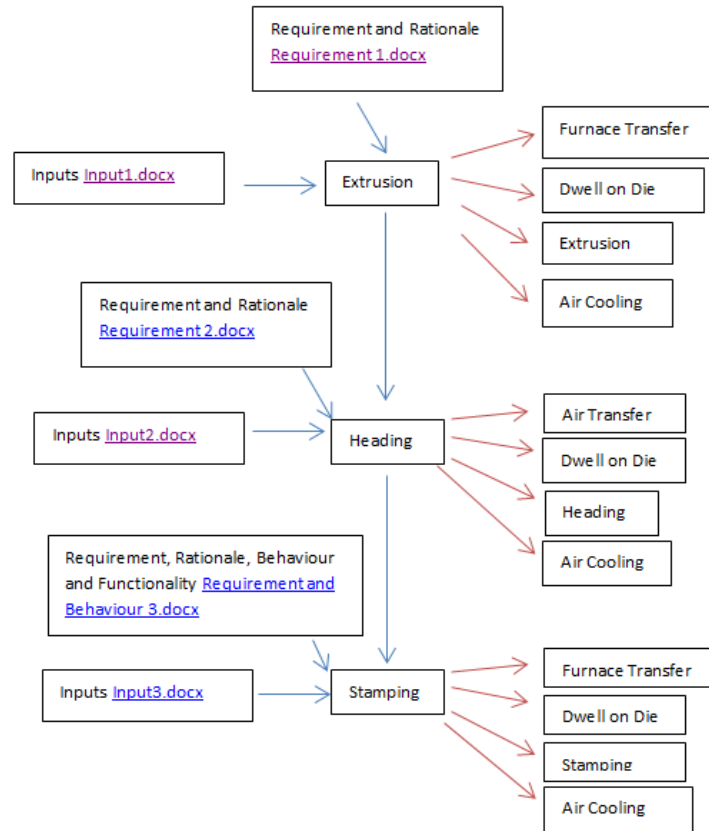 Requirement and Rationale
Requirement 1.docx
Furnace Transfer
Inputs Input1.docx
Extrusion
Dwell on Die
Extrusion
Air Cooling
Requirement and Rationale
Requirement 2.docx
Inputs Input2.docx
Heading
Air Transfer
Dwell on Die
Heading
Air Cooling
Requirement, Rationale, Behaviour
and Functionality Requirement and
Behaviour 3.docx
Inputs Input3.docx
Stamping
Furnace Transfer
Dwell on Die
Stamping
Air Cooling